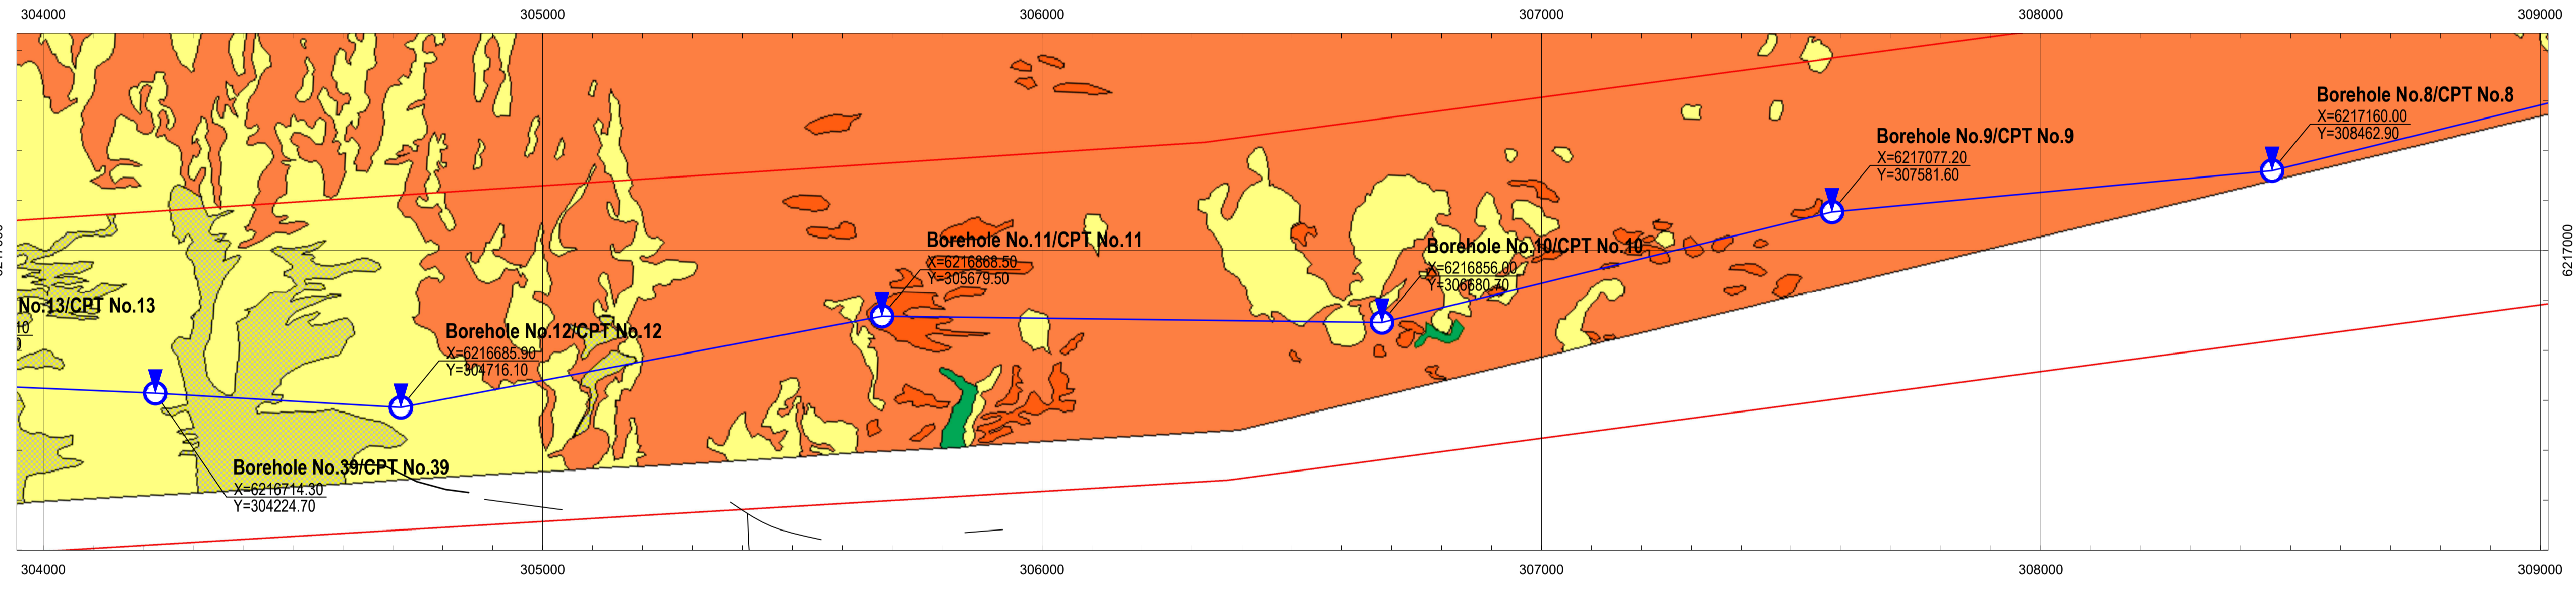 304000
305000
306000
307000
308000
309000
Borehole No.8/CPT No.8
X=6217160.00
Y=308462.90
Borehole No.9/CPT No.9
X=6217077.20
Y=307581.60
Borehole No.11/CPT No.11
X=6216868.50
Y=305679.50
Borehole No.10/CPT No.10
X=6216856.00
Y=306680.70
6217000
No.13/CPT No.13
Borehole No.12/CPT No.12
X=6216685.90
Y=304716.10
Borehole No.39/CPT No.39
X=6216714.30
Y=304224.70
304000
305000
306000
307000
308000
309000